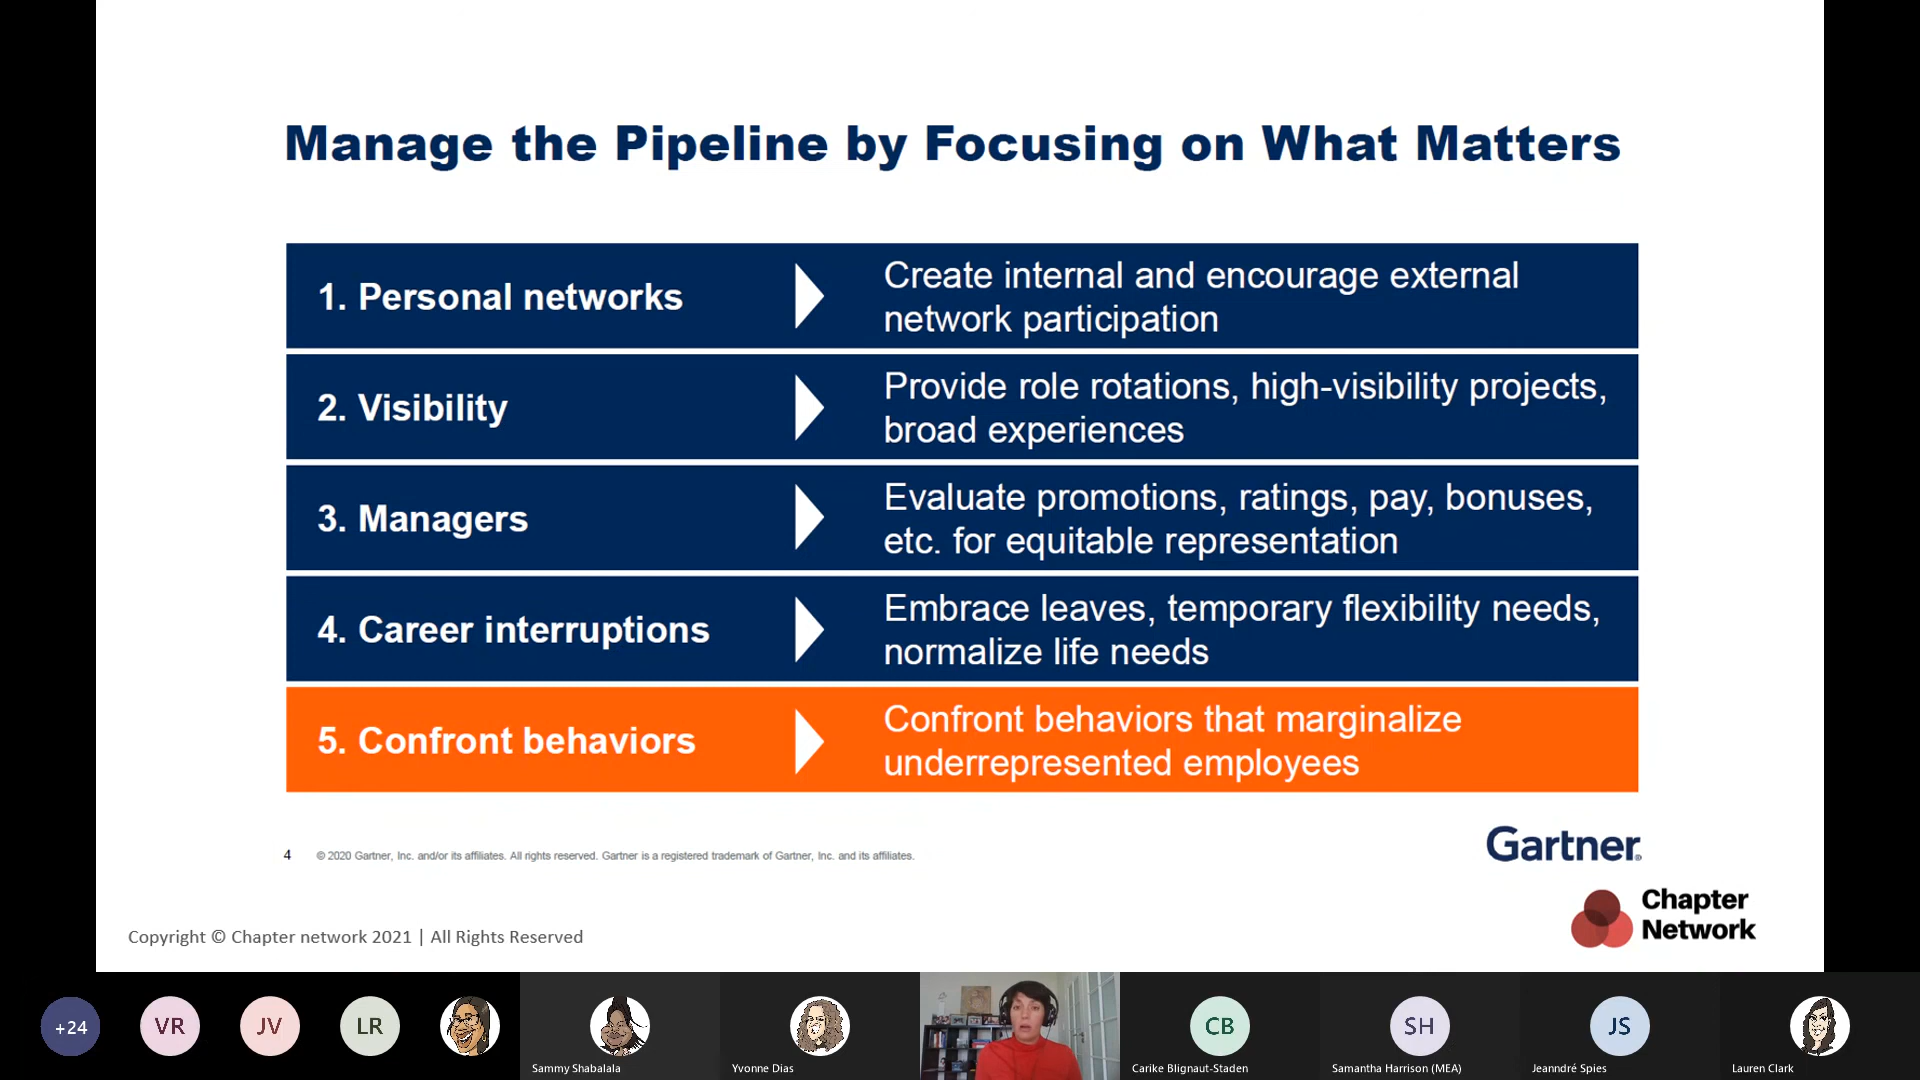 Manage the Pipeline by Focusing on What Matters
1. Personal networks
Create internal and encourage external
network participation
2. Visibility
Provide role rotations, high-visibility projects,
broad experiences
3. Managers
Evaluate promotions, ratings, pay, bonuses,
etc. for equitable representation
4. Career interruptions
Embrace leaves, temporary flexibility needs,
normalize life needs
5. Confront behaviors
Confront behaviors that marginalize
underrepresented employees
4 © 2020 Gartner, Inc. and/or its affiliates. All rights reserved. Gartner is a registered trademark of Gartner, Inc. and its affiliates.
Gartner®
Chapter
Network
Copyright © Chapter network 2021 | All Rights Reserved
+24
VR
JV
LR
Sammy Shabalala
Yvonne Dias
CB
Carike Blignaut-Staden
SH
Samantha Harrison (MEA)
JS
Jeanndré Spies
Lauren Clark